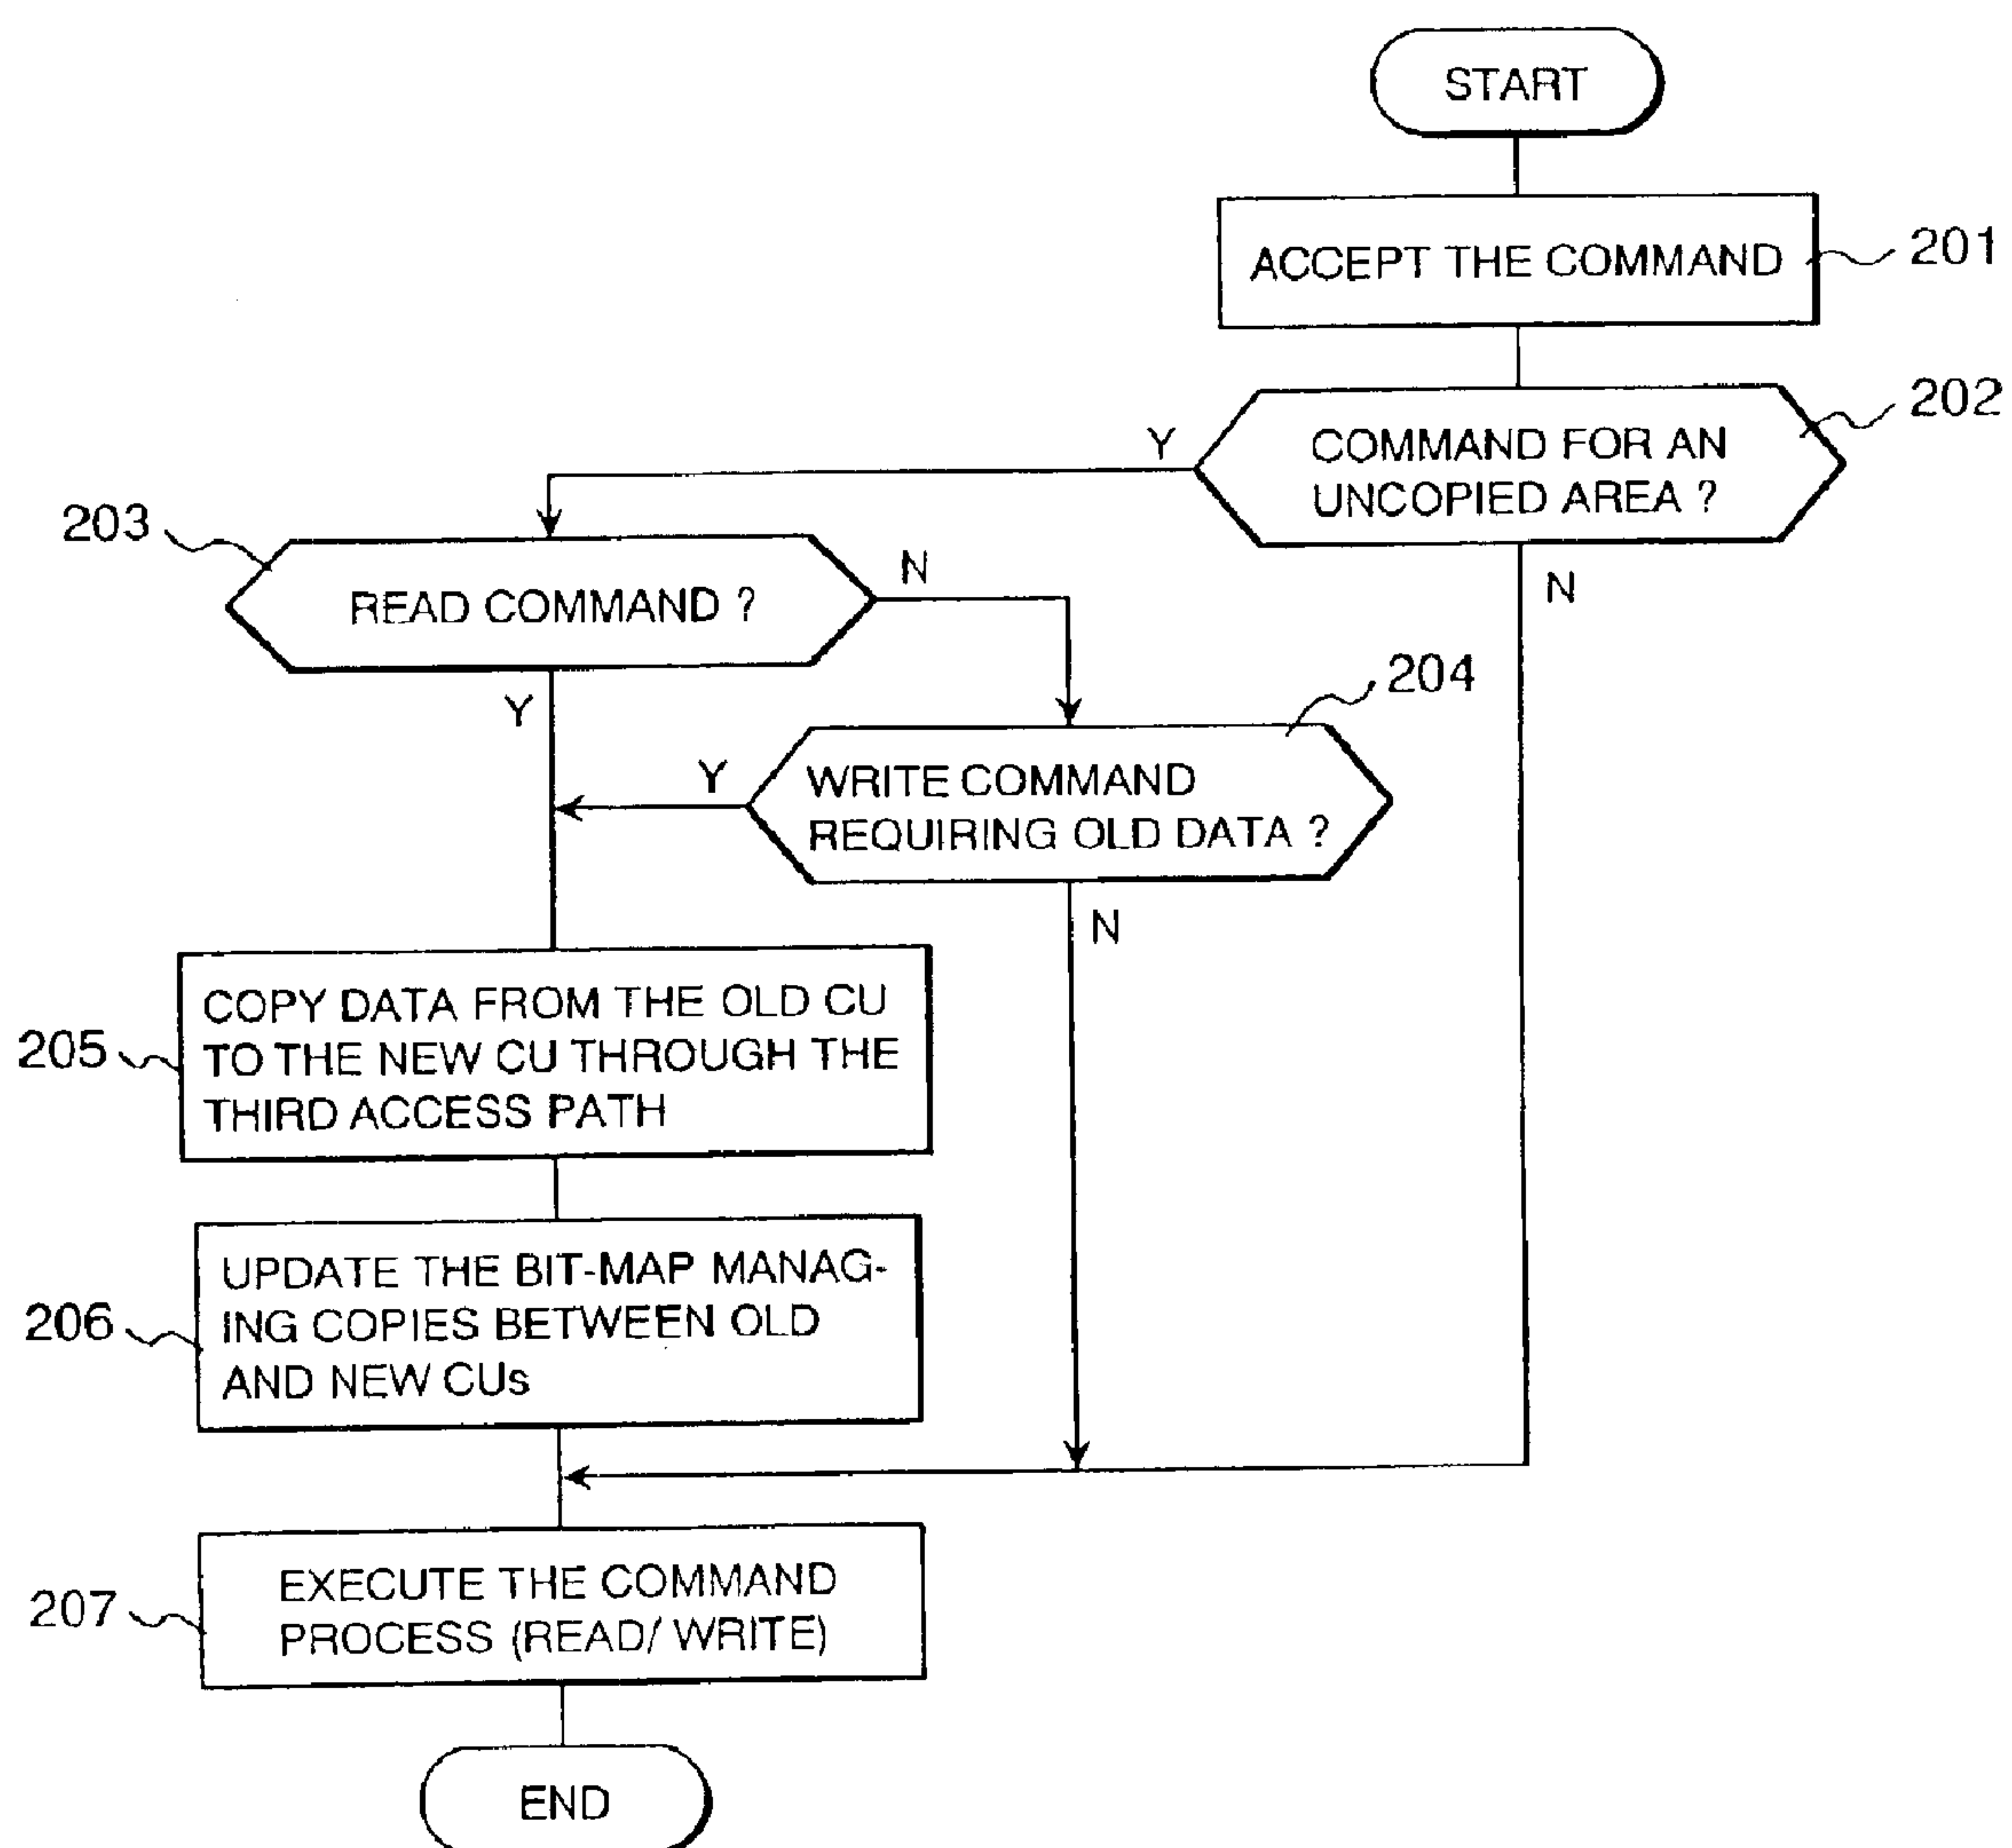 START
ACCEPT THE COMMAND
201
COMMAND FOR AN
UNCOPIED AREA ?
202
Y
N
203
READ COMMAND ?
N
Y
204
WRITE COMMAND
REQUIRING OLD DATA ?
Y
N
205
COPY DATA FROM THE OLD CU
TO THE NEW CU THROUGH THE
THIRD ACCESS PATH
206
UPDATE THE BIT-MAP MANAG-
ING COPIES BETWEEN OLD
AND NEW CUs
207
EXECUTE THE COMMAND
PROCESS (READ/ WRITE)
END